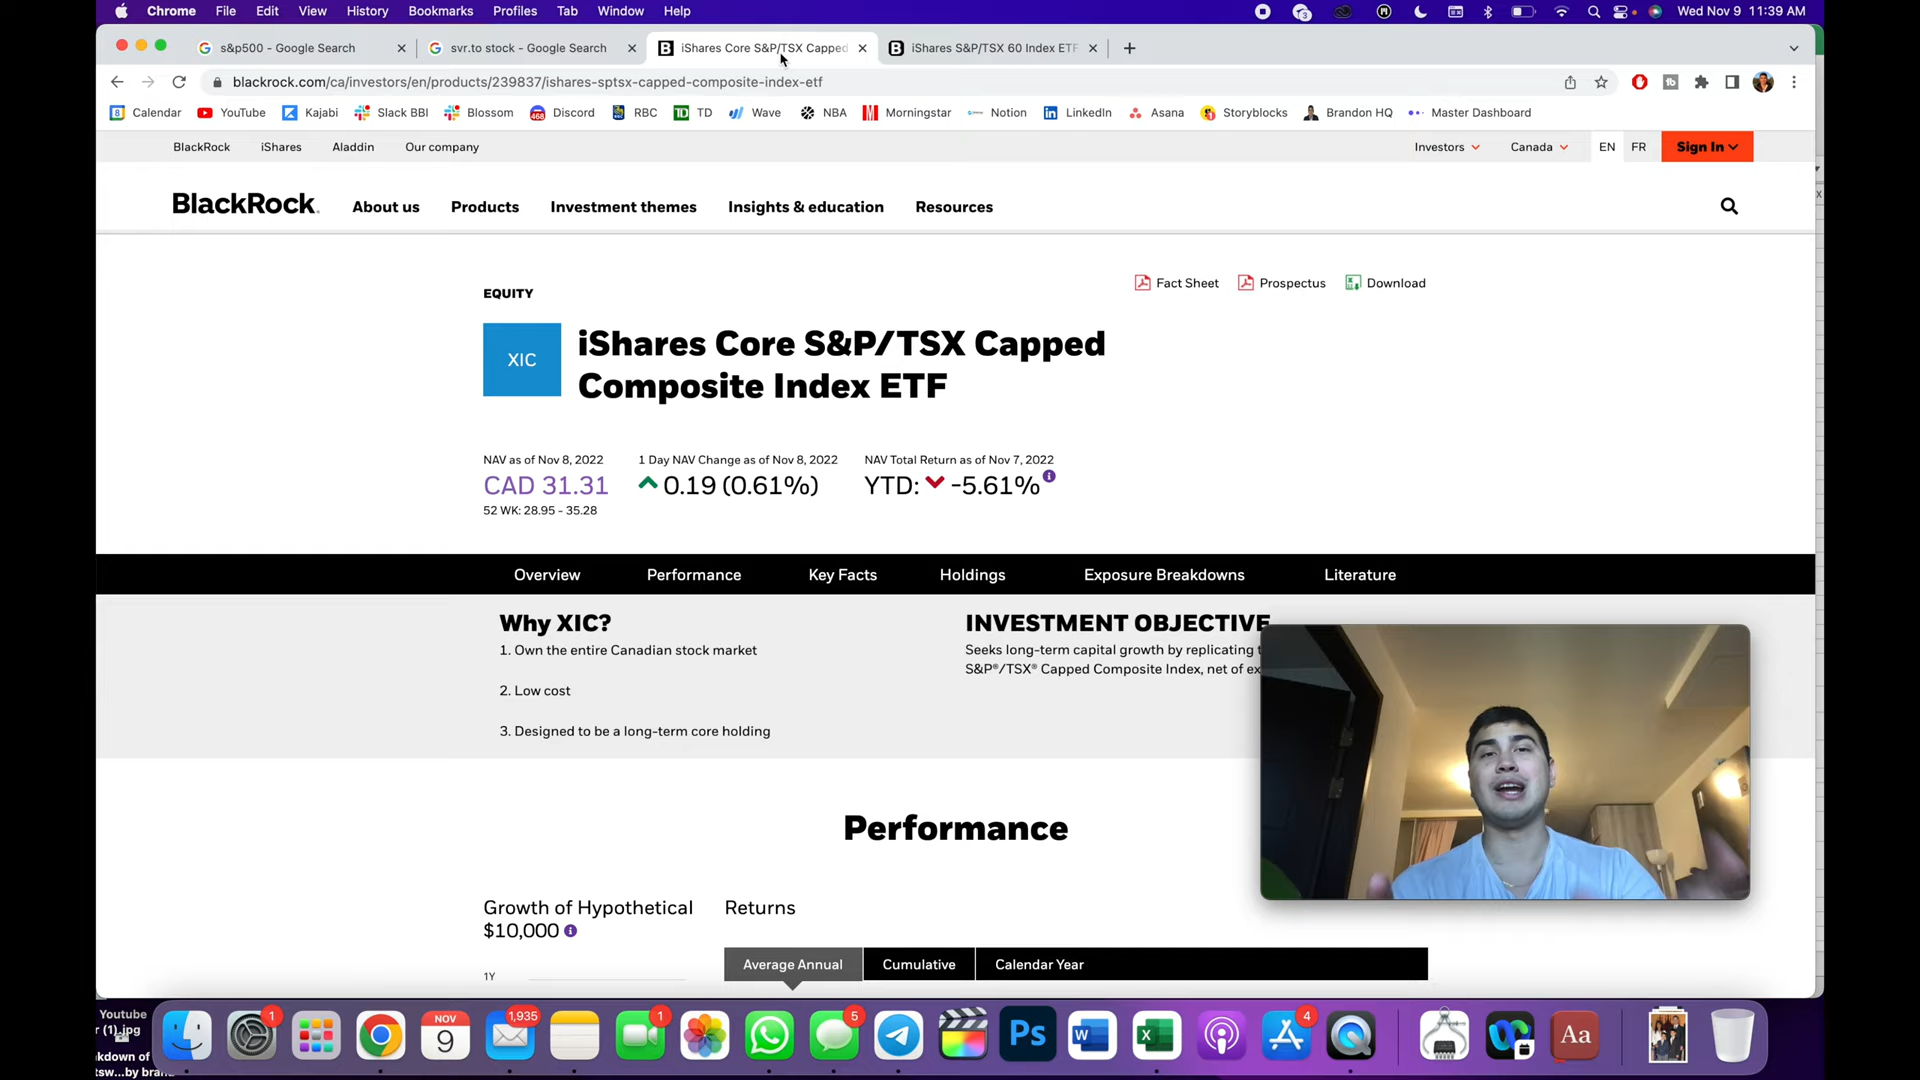 Chrome File Edit View History Bookmarks Profiles Tab Window Help
3
Wed Nov 9 11:39 AM
s&p500 - Google Search
svr.to stock - Google Search
iShares Core S&P/TSX Capped
iShares S&P/TSX 60 Index ETF
blackrock.com/ca/investors/en/products/239837/ishares-sptsx-capped-composite-index-etf
Calendar YouTube Kajabi Slack BBI Blossom Discord RBC TD Wave NBA Morningstar Notion LinkedIn Asana Storyblocks Brandon HQ Master Dashboard
BlackRock iShares Aladdin Our company
Investors Canada EN FR Sign In
BlackRock. About us Products Investment themes Insights & education Resources
EQUITY
Fact Sheet Prospectus Download
XIC
iShares Core S&P/TSX Capped
Composite Index ETF
NAV as of Nov 8, 2022
CAD 31.31
52 WK: 28.95 - 35.28
1 Day NAV Change as of Nov 8, 2022
0.19 (0.61%)
NAV Total Return as of Nov 7, 2022
YTD: -5.61%
Overview Performance Key Facts Holdings Exposure Breakdowns Literature
Why XIC?
1. Own the entire Canadian stock market
2. Low cost
3. Designed to be a long-term core holding
INVESTMENT OBJECTIVE
Seeks long-term capital growth by replicating
S&P®/TSX® Capped Composite Index, net of ex
Performance
Growth of Hypothetical
$10,000
1Y
Returns
Average Annual Cumulative Calendar Year
Youtube
r (1).jpg
kdown of
tsw...by bran
1
NOV
9
1,935
1
5
Ps
W
X
4
Aa